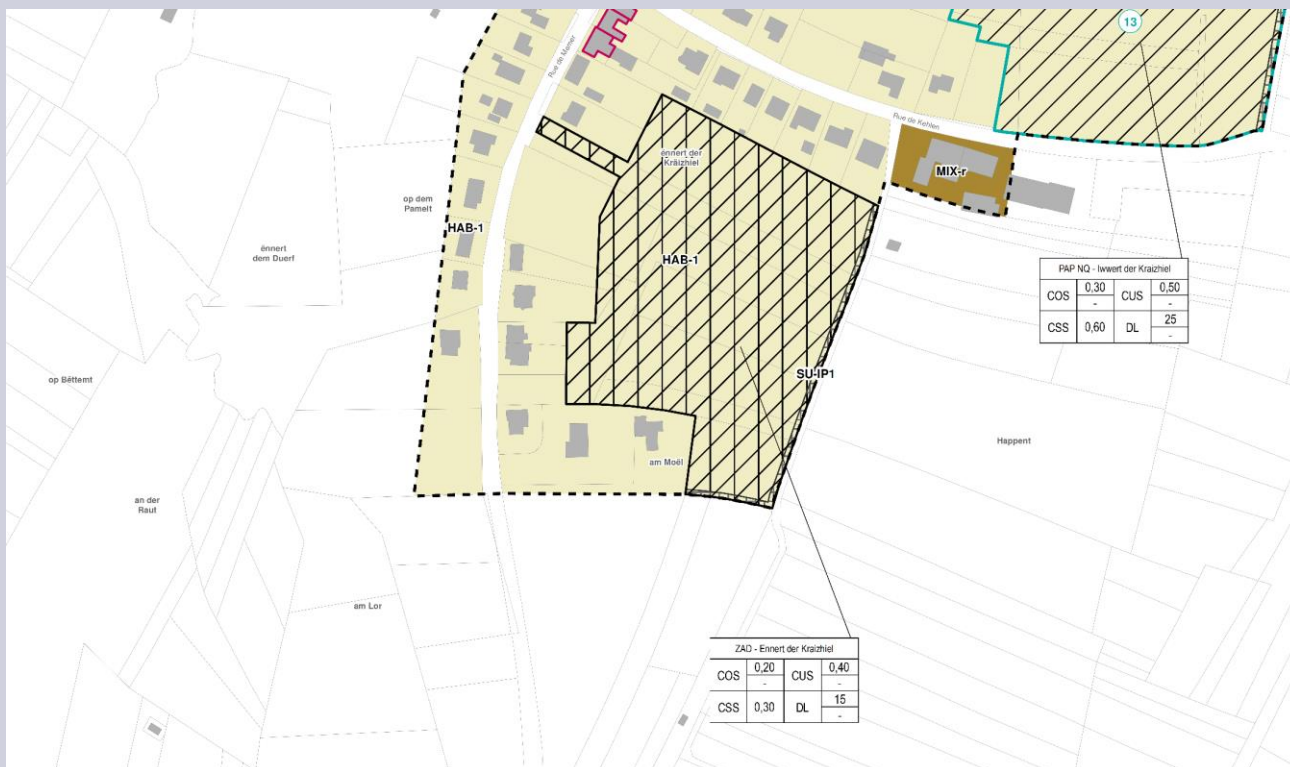 13
Rue de Mamer
Rue de Kehlen
ënnert der
Kräizhiel
MIX-r
op dem
Pamelt
HAB-1
ënnert
dem Duerf
HAB-1
PAP NQ - Iwwert der Kraizhiel
COS 0,30 CUS 0,50
- -
CSS 0,60 DL 25
-
SU-IP1
op Bëttemt
Happent
am Moël
an der
Raut
am Lor
ZAD - Ennert der Kraizhiel
COS 0,20 CUS 0,40
- -
CSS 0,30 DL 15
-